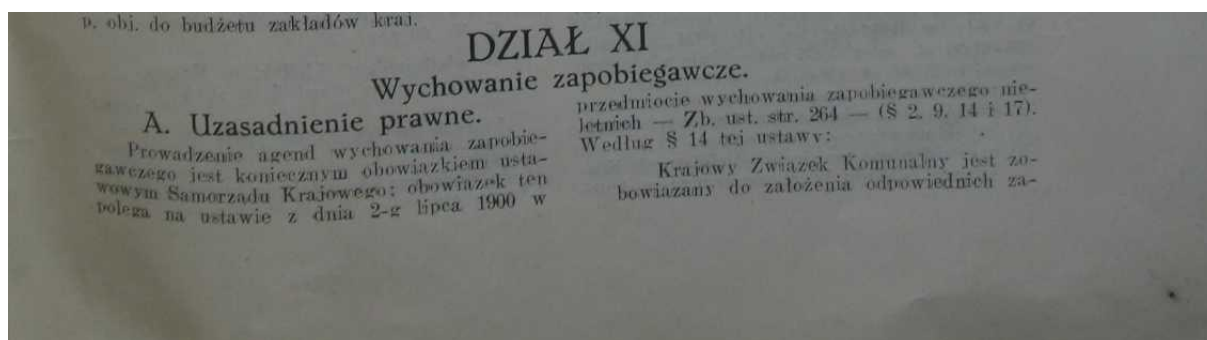 p. obj. do budżetu zakładów kraj.
DZIAŁ XI
Wychowanie zapobiegawcze.
A. Uzasadnienie prawne.
Prowadzenie agend wychowania zapobie-
gawczego jest koniecznym obowiązkiem usta-
wowym Samorządu Krajowego; obowiązek ten
polega na ustawie z dnia 2-g lipca 1900 w
przedmiocie wychowania zapobiegawczego nie-
letnich — Zb. ust. str. 264 — (§ 2, 9, 14 i 17).
Według § 14 tej ustawy:
Krajowy Związek Komunalny jest zo-
bowiązany do założenia odpowiednich za-